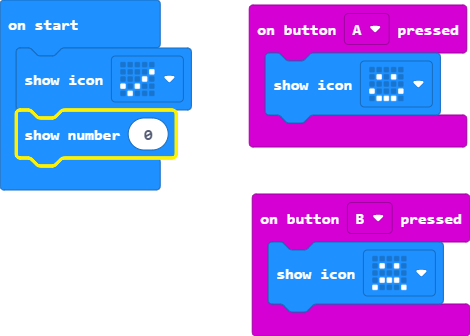 on start
show icon
show number 0
on button A pressed
show icon
on button B pressed
show icon